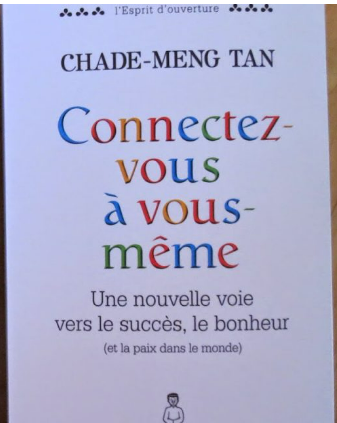 l'Esprit d'ouverture
CHADE-MENG TAN
Connectez-
vous
à vous-
même
Une nouvelle voie
vers le succès, le bonheur
(et la paix dans le monde)